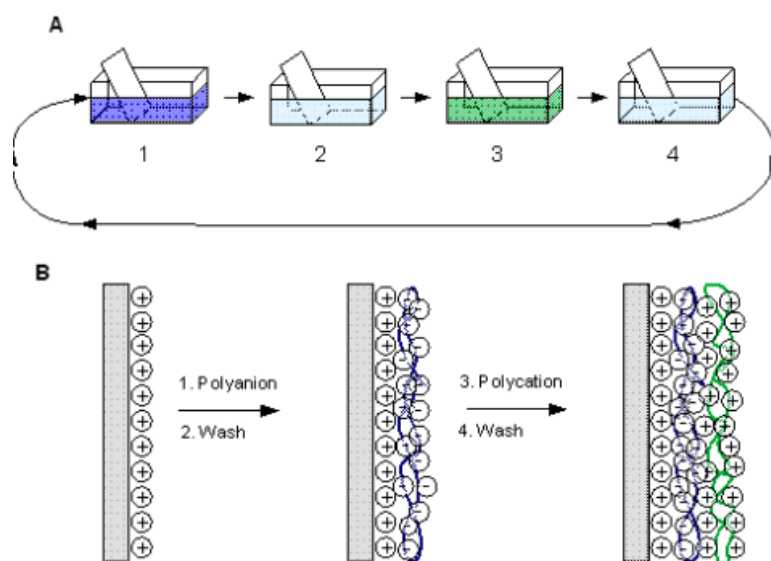 A
1
2
3
4
B
1. Polyanion
2. Wash
3. Polycation
4. Wash